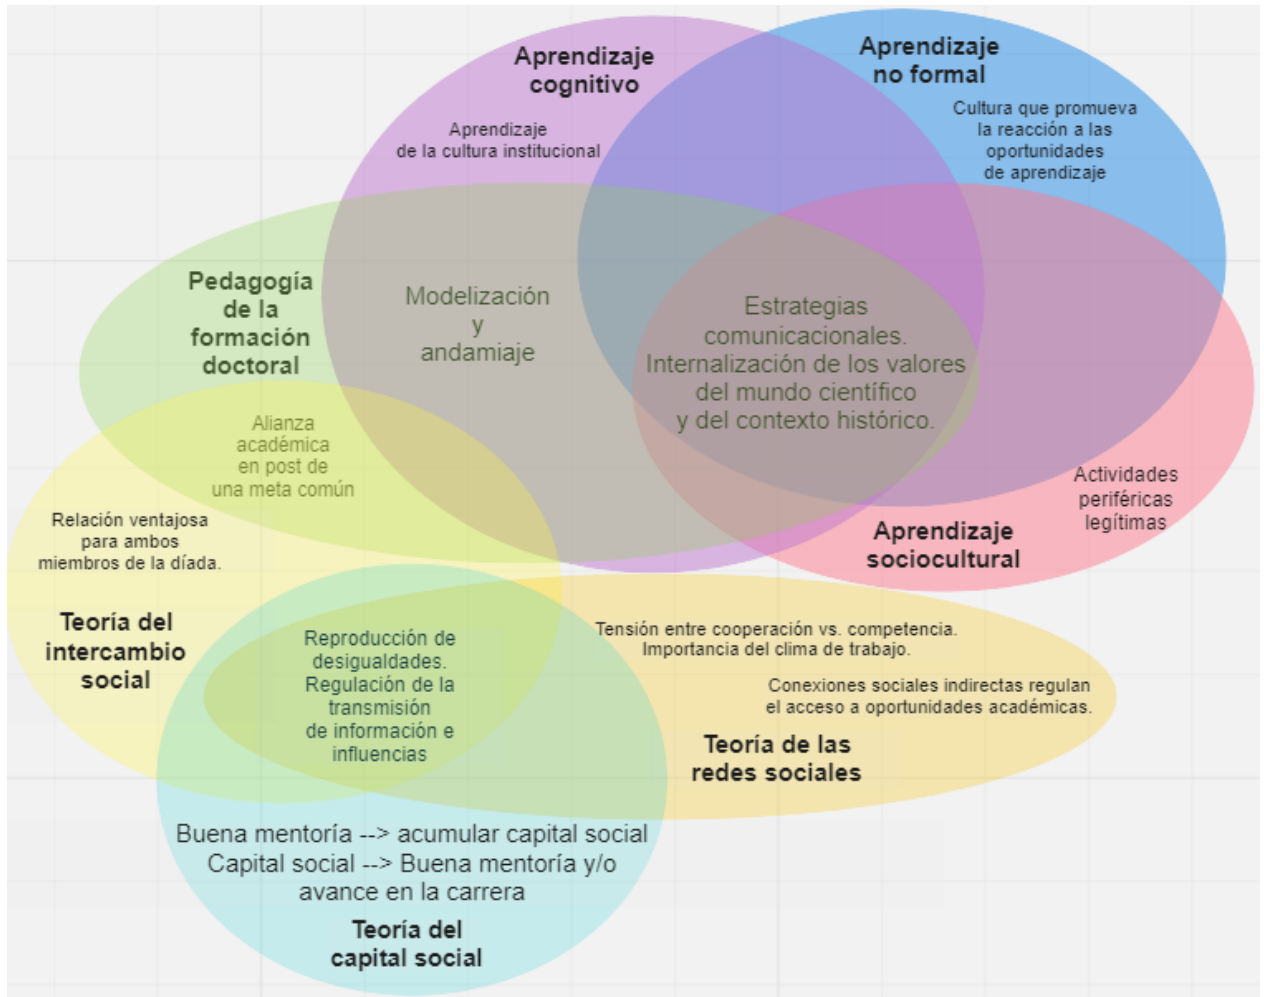 Aprendizaje
cognitivo
Aprendizaje
de la cultura institucional
Aprendizaje
no formal
Cultura que promueva
la reacción a las
oportunidades
de aprendizaje
Pedagogía
de la
formación
doctoral
Modelización
y
andamiaje
Estrategias
comunicacionales.
Internalización de los valores
del mundo científico
y del contexto histórico.
Alianza
académica
en post de
una meta común
Actividades
periféricas
legítimas
Aprendizaje
sociocultural
Relación ventajosa
para ambos
miembros de la díada.
Teoría del
intercambio
social
Reproducción de
desigualdades.
Regulación de la
transmisión
de información e
influencias
Tensión entre cooperación vs. competencia.
Importancia del clima de trabajo.
Conexiones sociales indirectas regulan
el acceso a oportunidades académicas.
Teoría de las
redes sociales
Buena mentoría --> acumular capital social
Capital social --> Buena mentoría y/o
avance en la carrera
Teoría del
capital social